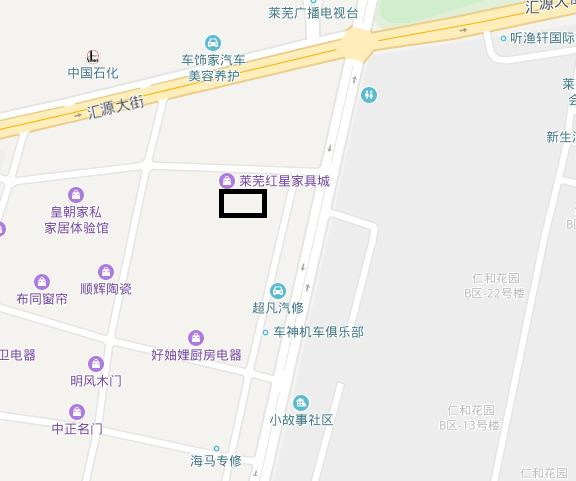 莱芜广播电视台
汇源大街
听渔轩国际
车饰家汽车
美容养护
中国石化
莱
新生
汇源大街
莱芜红星家具城
皇朝家私
家居体验馆
顺辉陶瓷
布同窗帘
仁和花园
B区-22号楼
超凡汽修
车神机车俱乐部
好妯娌厨房电器
卫电器
明风木门
小故事社区
中正名门
仁和花园
B区-13号楼
海马专修
仁和花园